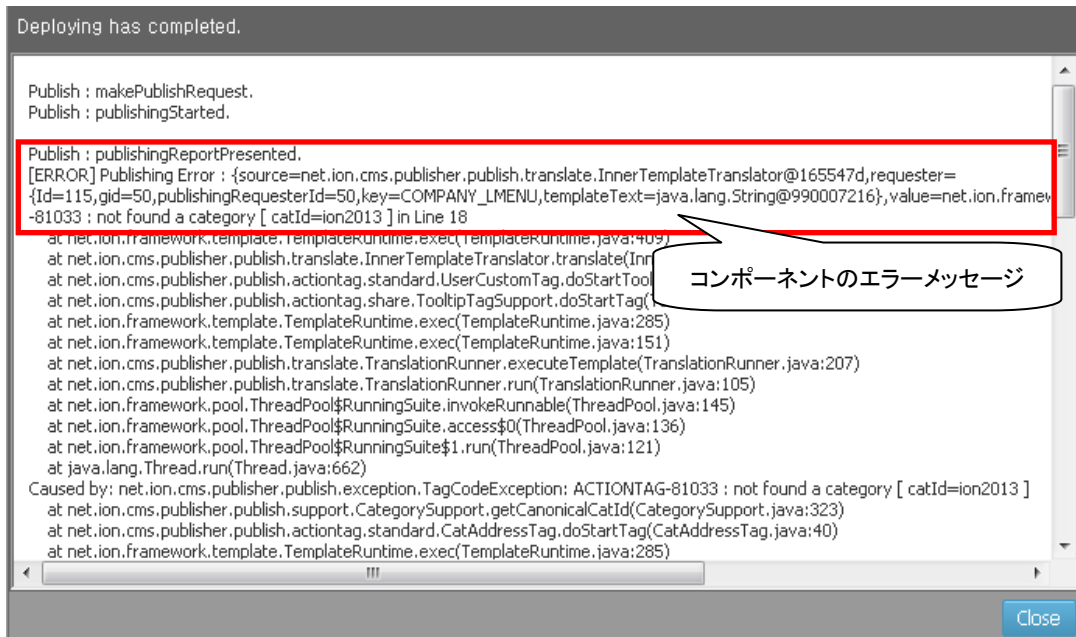 Deploying has completed.
Publish : makePublishRequest.
Publish : publishingStarted.
Publish : publishingReportPresented.
[ERROR] Publishing Error : {source=net.ion.cms.publisher.publish.translate.InnerTemplateTranslator@165547d,requester=
{Id=115,gid=50,publishingRequesterId=50,key=COMPANY_LMENU,templateText=java.lang.String@990007216},value=net.ion.framew
-81033 : not found a category [ catId=ion2013 ] in Line 18
at net.ion.framework.template.TemplateRuntime.exec(TemplateRuntime.java:409)
at net.ion.cms.publisher.publish.translate.InnerTemplateTranslator.translate(Inn
at net.ion.cms.publisher.publish.actiontag.standard.UserCustomTag.doStartTool
at net.ion.cms.publisher.publish.actiontag.share.TooltipTagSupport.doStartTag(
コンポーネントのエラーメッセージ
at net.ion.framework.template.TemplateRuntime.exec(TemplateRuntime.java:285)
at net.ion.framework.template.TemplateRuntime.exec(TemplateRuntime.java:151)
at net.ion.cms.publisher.publish.translate.TranslationRunner.executeTemplate(TranslationRunner.java:207)
at net.ion.cms.publisher.publish.translate.TranslationRunner.run(TranslationRunner.java:105)
at net.ion.framework.pool.ThreadPool$RunningSuite.invokeRunnable(ThreadPool.java:145)
at net.ion.framework.pool.ThreadPool$RunningSuite.access$0(ThreadPool.java:136)
at net.ion.framework.pool.ThreadPool$RunningSuite$1.run(ThreadPool.java:121)
at java.lang.Thread.run(Thread.java:662)
Caused by: net.ion.cms.publisher.publish.exception.TagCodeException: ACTIONTAG-81033 : not found a category [ catId=ion2013 ]
at net.ion.cms.publisher.publish.support.CategorySupport.getCanonicalCatId(CategorySupport.java:323)
at net.ion.cms.publisher.publish.actiontag.standard.CatAddressTag.doStartTag(CatAddressTag.java:40)
at net.ion.framework.template.TemplateRuntime.exec(TemplateRuntime.java:285)
Close